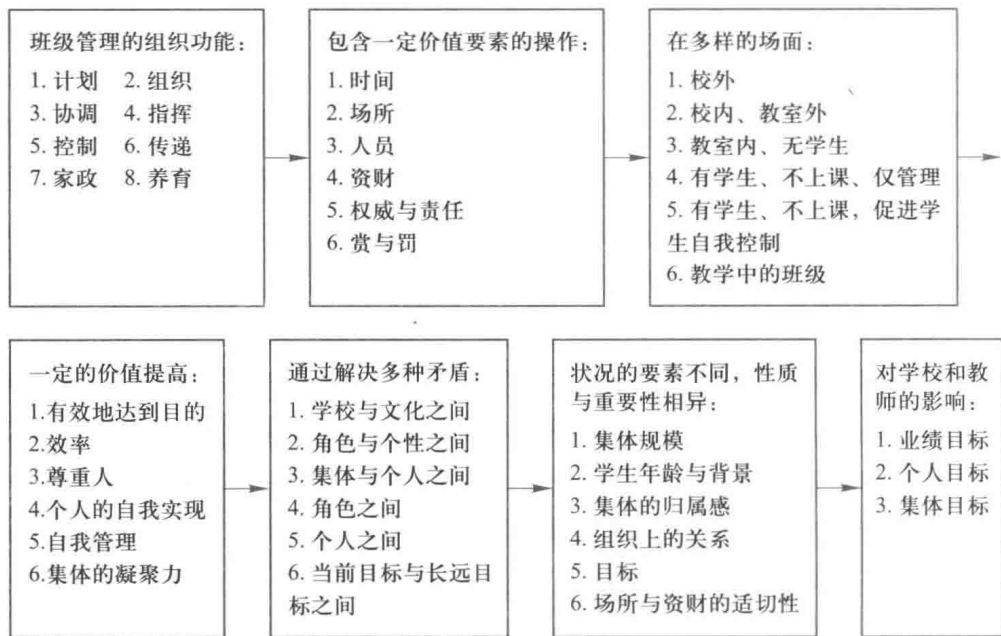 班级管理的组织功能：
1. 计划 2. 组织
3. 协调 4. 指挥
5. 控制 6. 传递
7. 家政 8. 养育
包含一定价值要素的操作：
1. 时间
2. 场所
3. 人员
4. 资财
5. 权威与责任
6. 赏与罚
在多样的场面：
1. 校外
2. 校内、教室外
3. 教室内、无学生
4. 有学生、不上课、仅管理
5. 有学生、不上课，促进学
生自我控制
6. 教学中的班级
一定的价值提高：
1.有效地达到目的
2.效率
3.尊重人
4.个人的自我实现
5.自我管理
6.集体的凝聚力
通过解决多种矛盾：
1. 学校与文化之间
2. 角色与个性之间
3. 集体与个人之间
4. 角色之间
5. 个人之间
6. 当前目标与长远目
标之间
状况的要素不同，性质
与重要性相异：
1. 集体规模
2. 学生年龄与背景
3. 集体的归属感
4. 组织上的关系
5. 目标
6. 场所与资财的适切性
对学校和教
师的影响：
1. 业绩目标
2. 个人目标
3. 集体目标